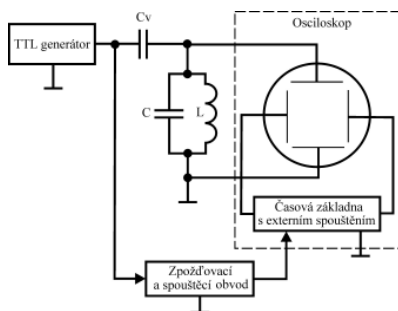 Osciloskop
TTL generátor
Cv
C
L
Časová základna
s externím spouštěním
Zpožďovací
a spouštěcí obvod